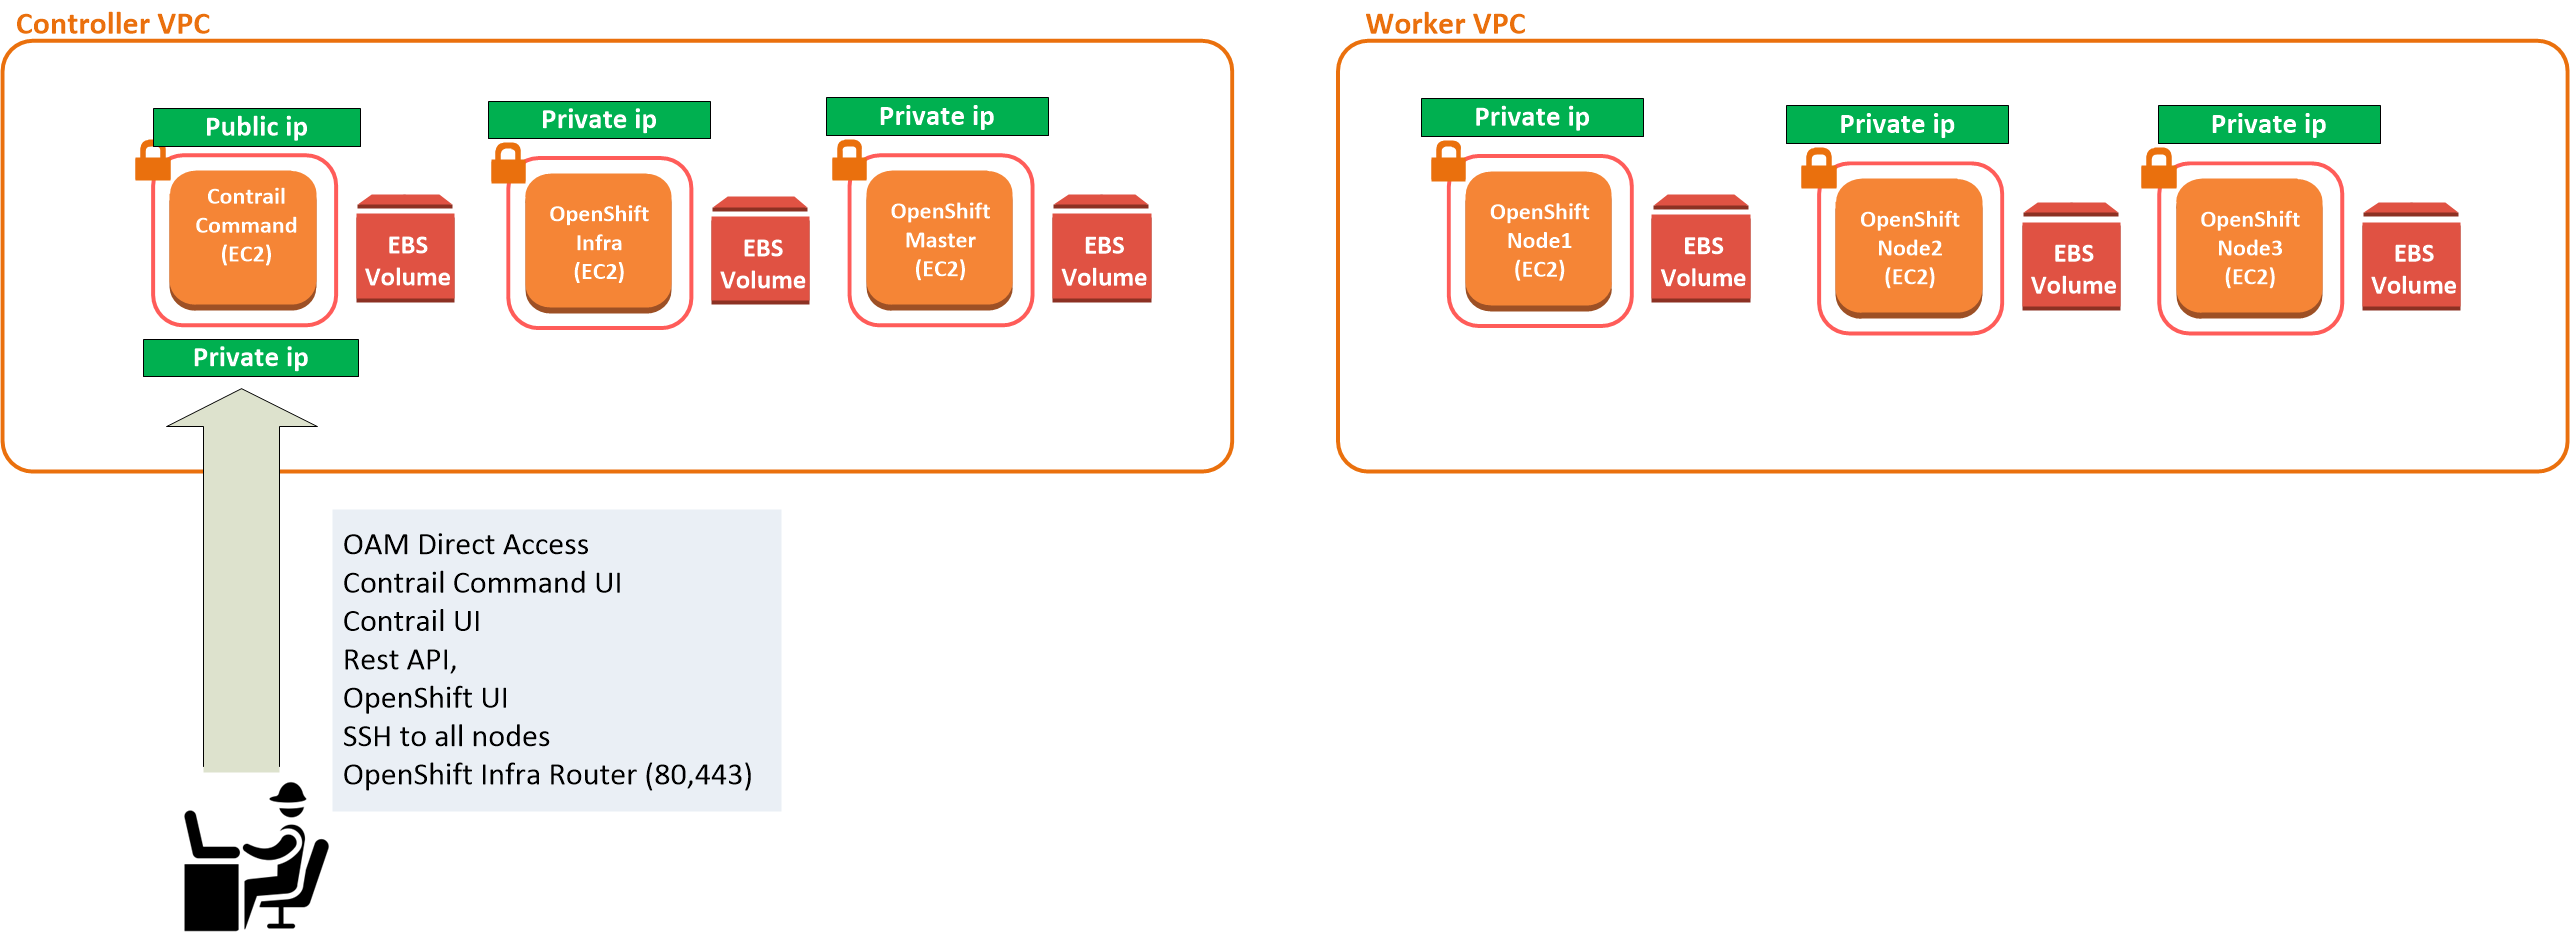 Controller VPC
Public ip
Contrail
Command
(EC2)
EBS
Volume
Private ip
Private ip
OpenShift
Infra
(EC2)
EBS
Volume
Private ip
OpenShift
Master
(EC2)
EBS
Volume
Worker VPC
Private ip
OpenShift
Node1
(EC2)
EBS
Volume
Private ip
OpenShift
Node2
(EC2)
EBS
Volume
Private ip
OpenShift
Node3
(EC2)
EBS
Volume
OAM Direct Access
Contrail Command UI
Contrail UI
Rest API,
OpenShift UI
SSH to all nodes
OpenShift Infra Router (80,443)